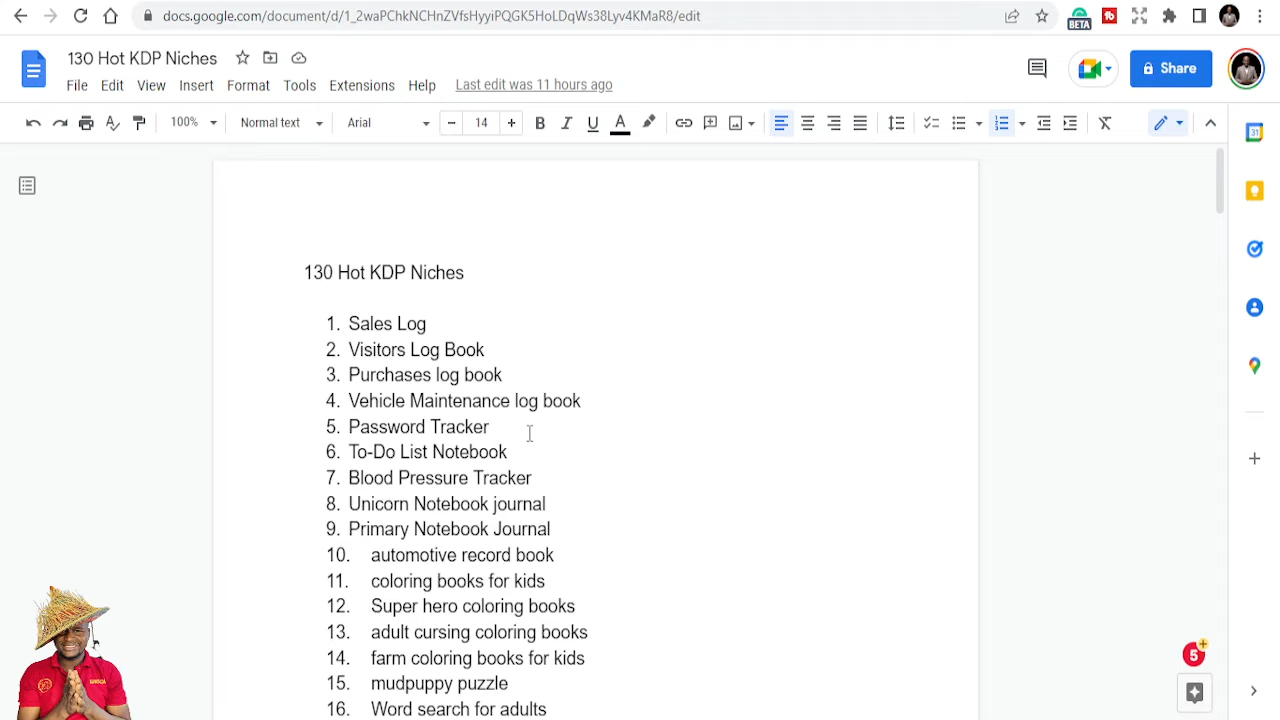 docs.google.com/document/d/1_2waPChkNCHnZVfsHyyiPQGK5HoLDqWs38Lyv4KMaR8/edit
BETA
130 Hot KDP Niches
File Edit View Insert Format Tools Extensions Help Last edit was 11 hours ago
Share
100% Normal text Arial 14
130 Hot KDP Niches
1. Sales Log
2. Visitors Log Book
3. Purchases log book
4. Vehicle Maintenance log book
5. Password Tracker
6. To-Do List Notebook
7. Blood Pressure Tracker
8. Unicorn Notebook journal
9. Primary Notebook Journal
10. automotive record book
11. coloring books for kids
12. Super hero coloring books
13. adult cursing coloring books
14. farm coloring books for kids
15. mudpuppy puzzle
16. Word search for adults
5